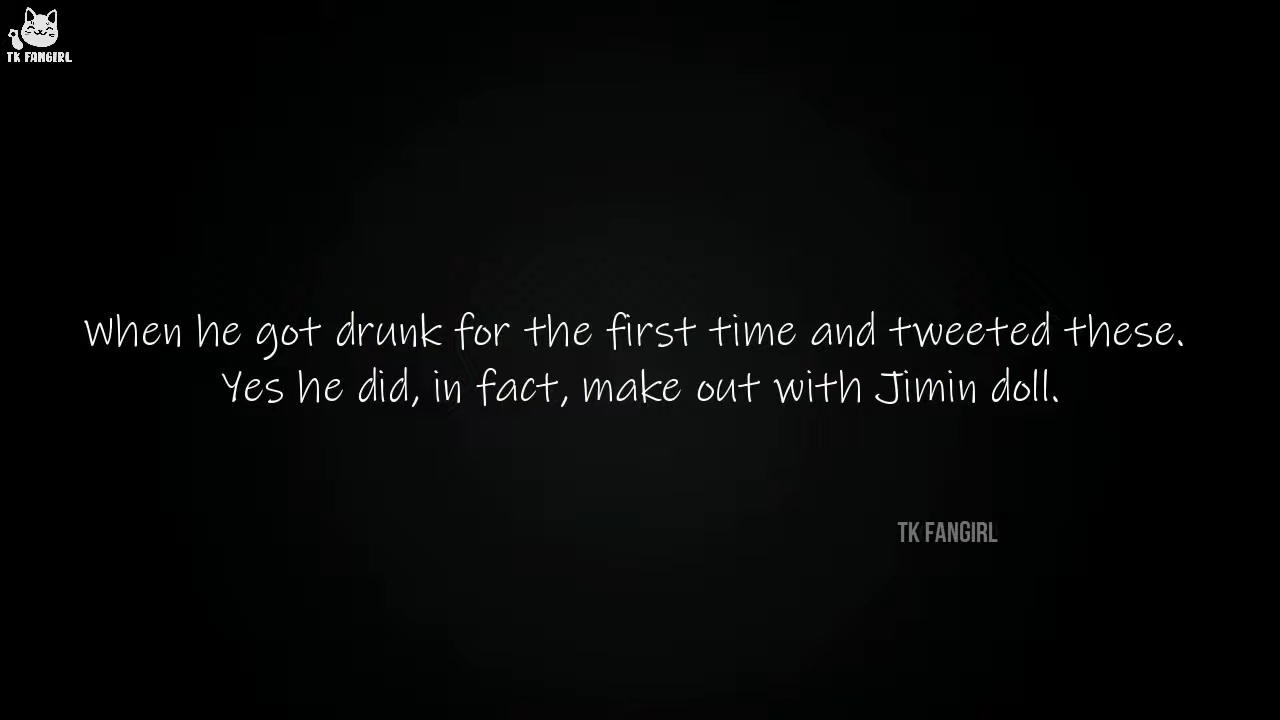 TK FANGIRL
When he got drunk for the first time and tweeted these.
Yes he did, in fact, make out with Jimin doll.
TK FANGIRL